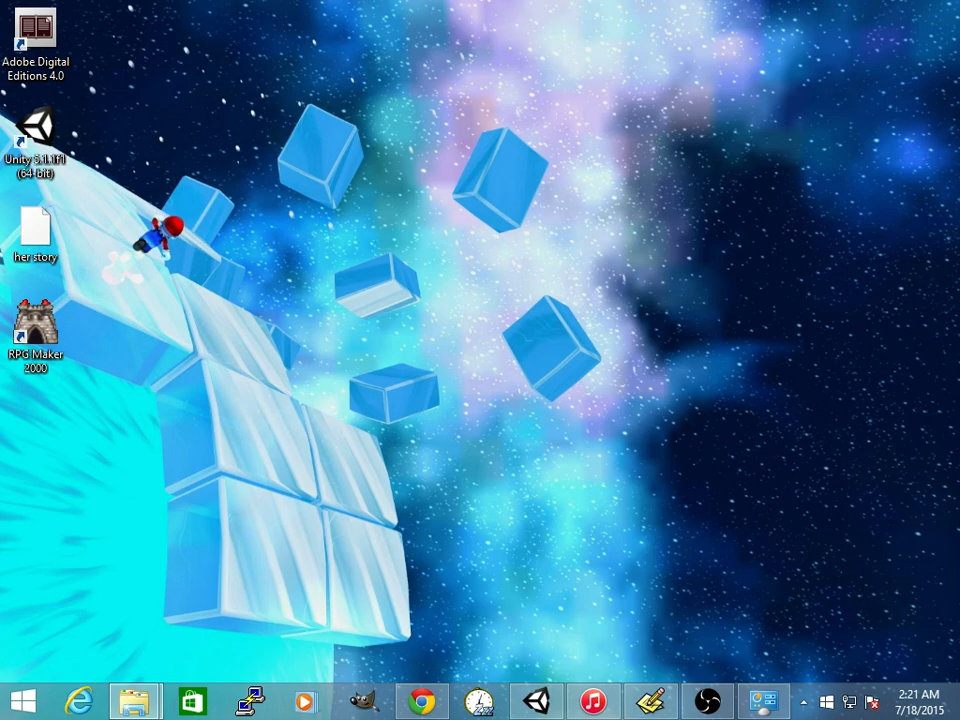 Adobe Digital
Editions 4.0
Unity 5.1.1f1
(64-bit)
her story
RPG Maker
2000
2:21 AM
7/18/2015